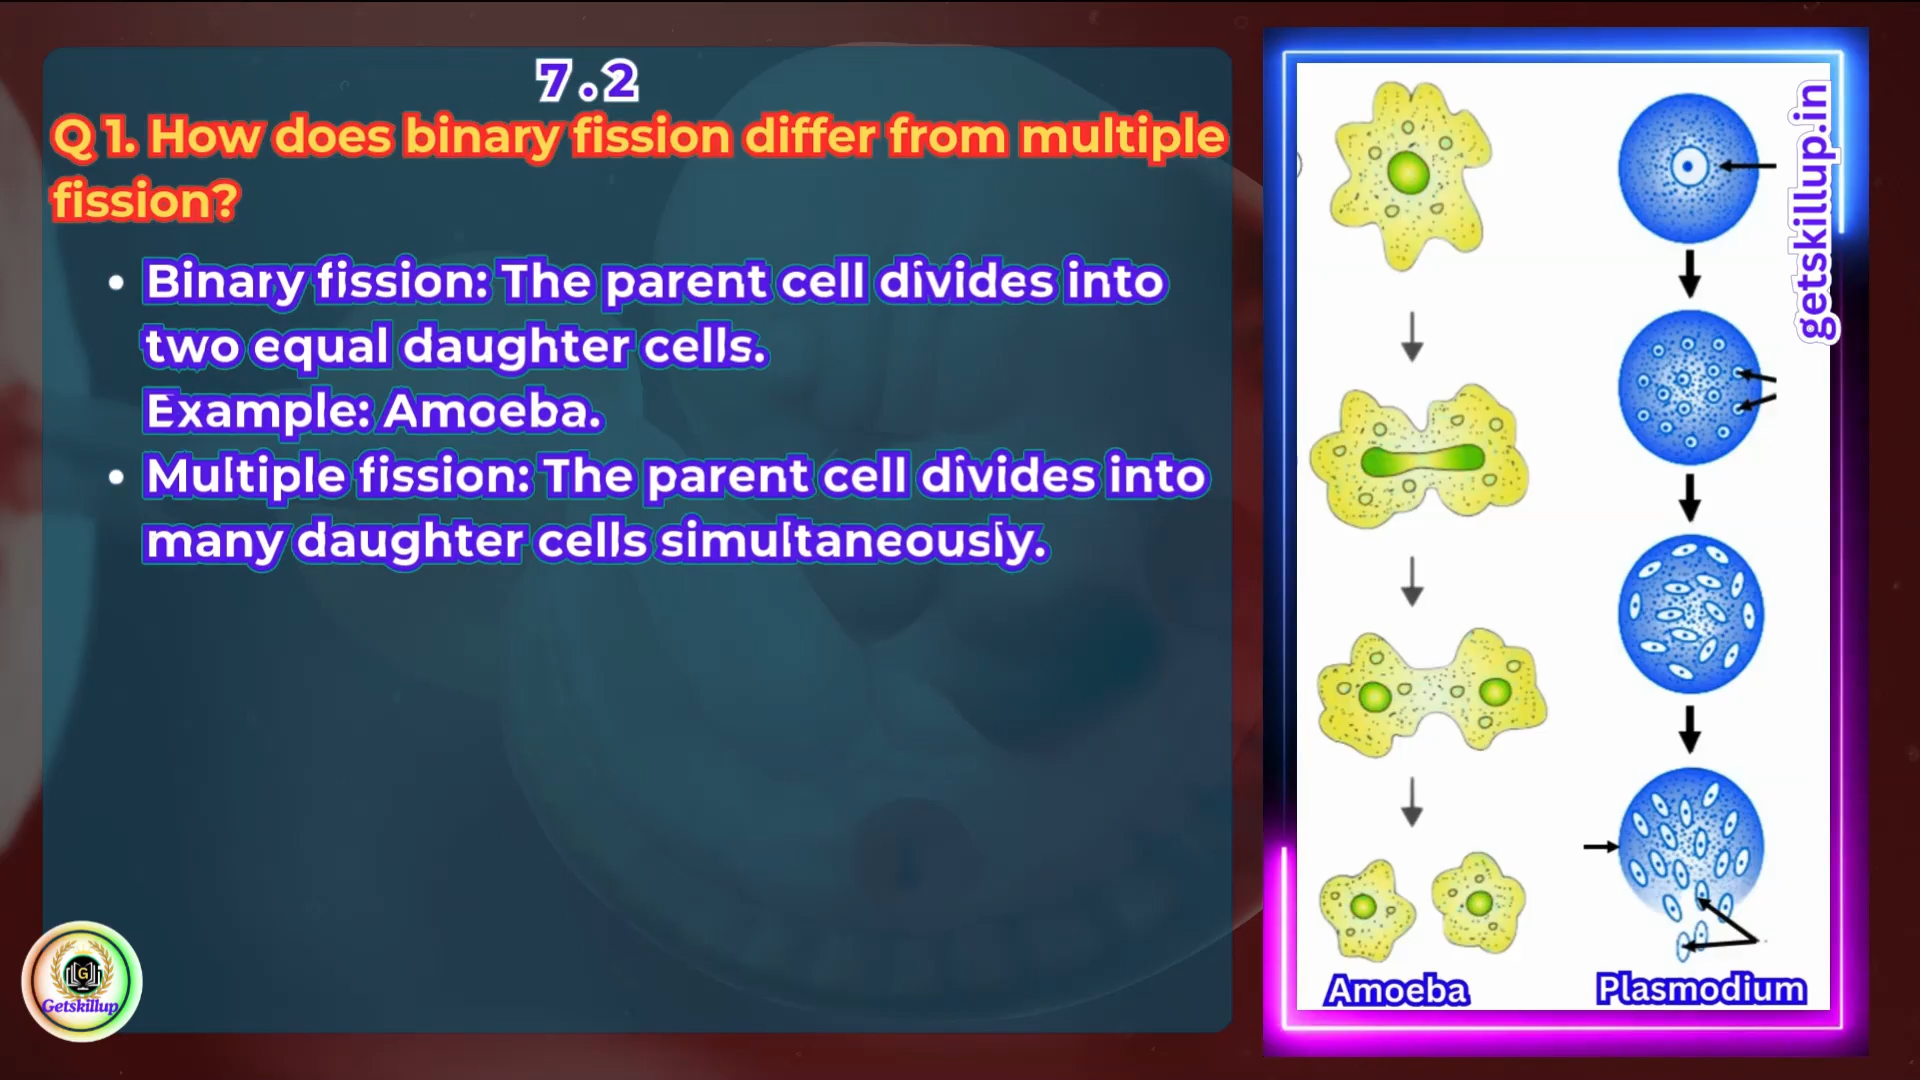 7.2
Q 1. How does binary fission differ from multiple
fission?
• Binary fission: The parent cell divides into
two equal daughter cells.
Example: Amoeba.
• Multiple fission: The parent cell divides into
many daughter cells simultaneously.
getskillup.in
Amoeba
Plasmodium
G
Getskillup